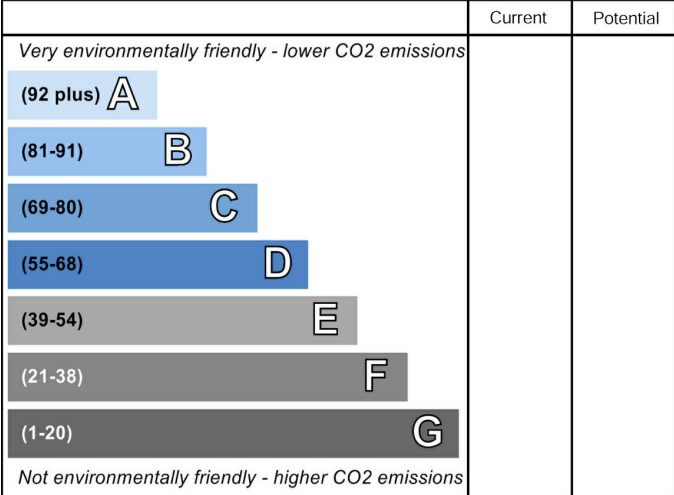 Current Potential
Very environmentally friendly - lower CO2 emissions
(92 plus) A
(81-91) B
(69-80) C
(55-68) D
(39-54) E
(21-38) F
(1-20) G
Not environmentally friendly - higher CO2 emissions